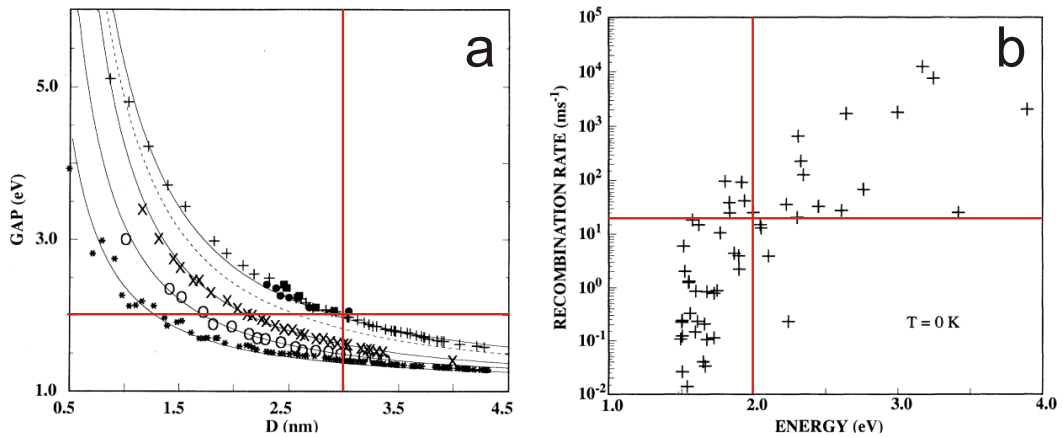 a
5.0
3.0
1.0
GAP (eV)
0.5
1.5
2.5
3.5
4.5
D (nm)
b
10⁵
10⁴
10³
10²
10¹
10⁰
10⁻¹
10⁻²
RECOMBINATION RATE (ms⁻¹)
T = 0 K
1.0
2.0
3.0
4.0
ENERGY (eV)